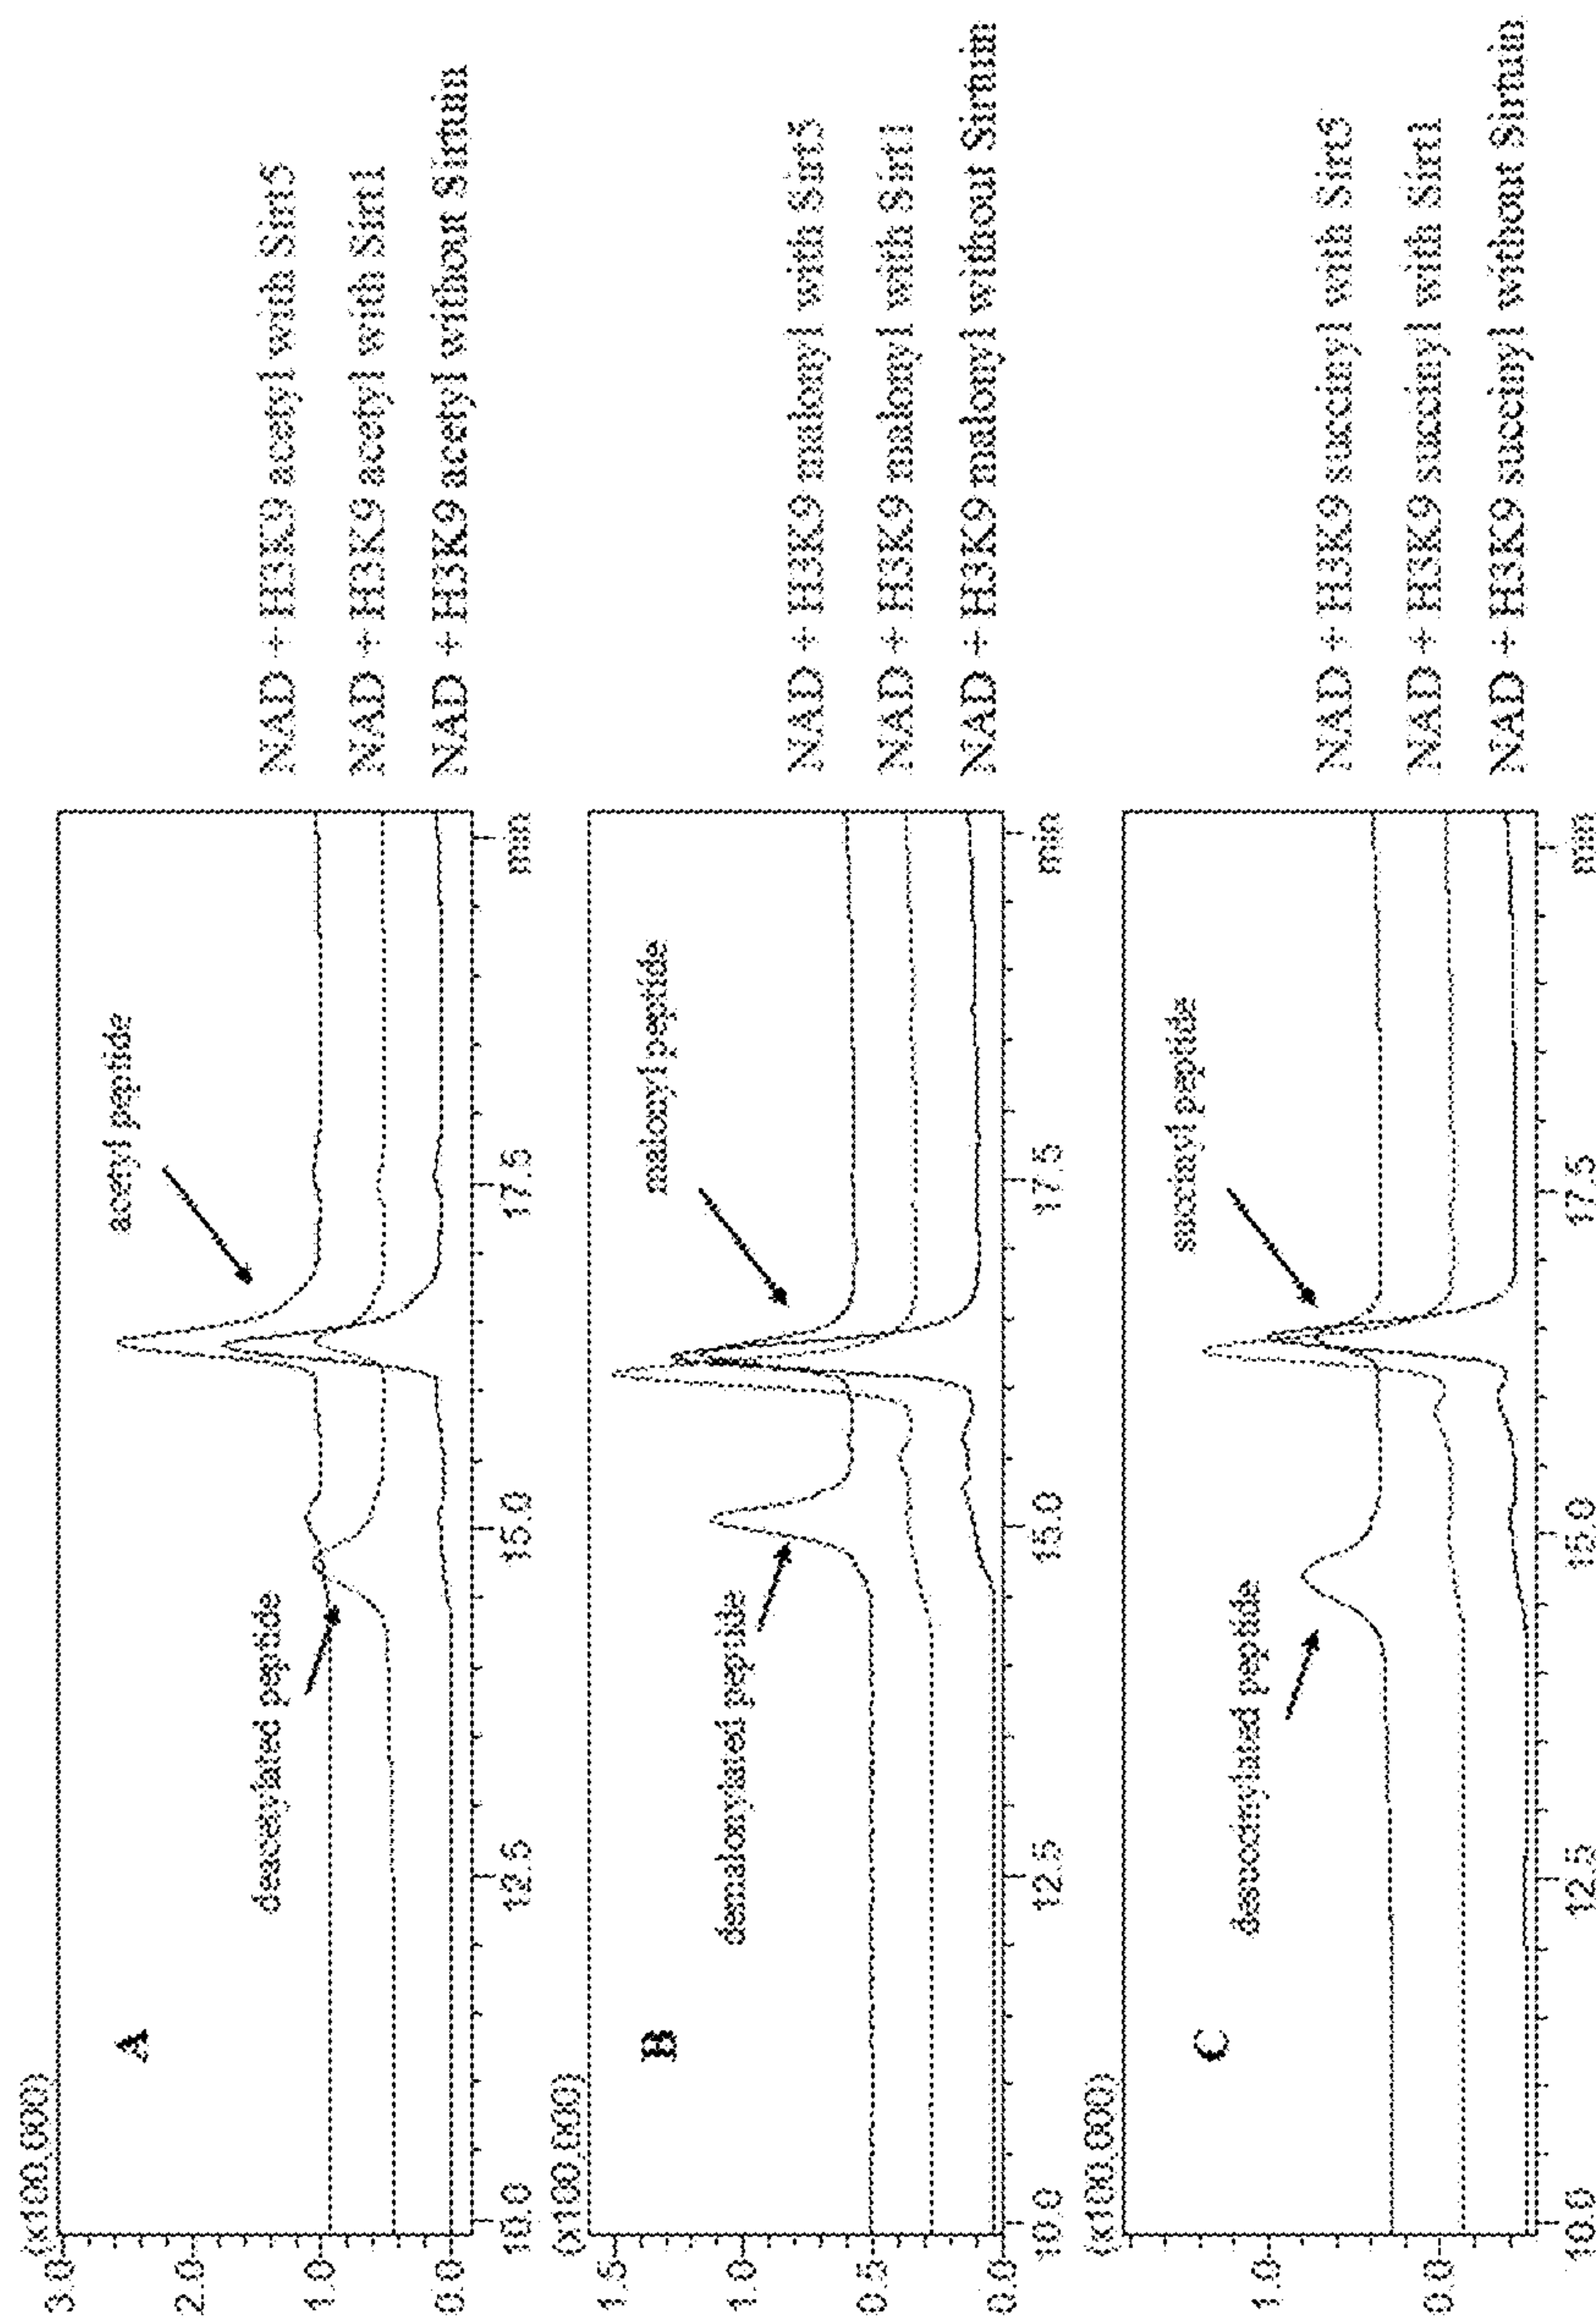 (x100,000)
3.0
2.0
1.0
0.0
A
deacetylated peptide
acetyl peptide
10.0
12.5
15.0
17.5
min
NAD + H3K9 acetyl with Sirt5
NAD + H3K9 acetyl with Sirt1
NAD + H3K9 acetyl without Sirtuin
(x100,000)
1.5
1.0
0.5
0.0
B
demalonylated peptide
malonyl peptide
10.0
12.5
15.0
17.5
min
NAD + H3K9 malonyl with Sirt5
NAD + H3K9 malonyl with Sirt1
NAD + H3K9 malonyl without Sirtuin
(x100,000)
1.0
0.0
C
desuccinylated peptide
succinyl peptide
10.0
12.5
15.0
17.5
min
NAD + H3K9 succinyl with Sirt5
NAD + H3K9 succinyl with Sirt1
NAD + H3K9 succinyl without Sirtuin